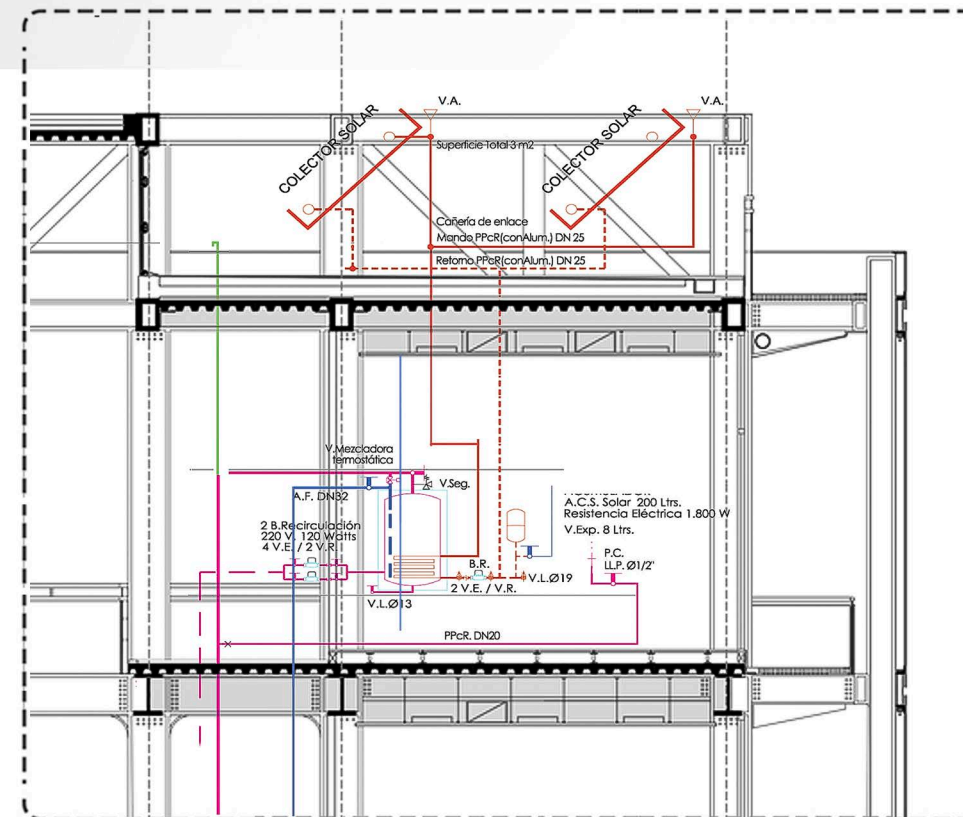 V.A.
V.A.
COLECTOR SOLAR
COLECTOR SOLAR
Superficie Total 3 m2
Cañería de enlace
Mando PPcR(conAlum.) DN 25
Retorno PPcR(conAlum.) DN 25
V.Mezcladora
termostática
V.Seg.
A.F. DN32
A.C.S. Solar 200 Ltrs.
Resistencia Eléctrica 1.800 W
V.Exp. 8 Ltrs.
2 B.Recirculación
220 V. 120 Watts
4 V.E. / 2 V.R.
P.C.
LL.P. Ø1/2"
B.R.
V.L.Ø19
2 V.E. / V.R.
V.L.Ø13
PPcR. DN20